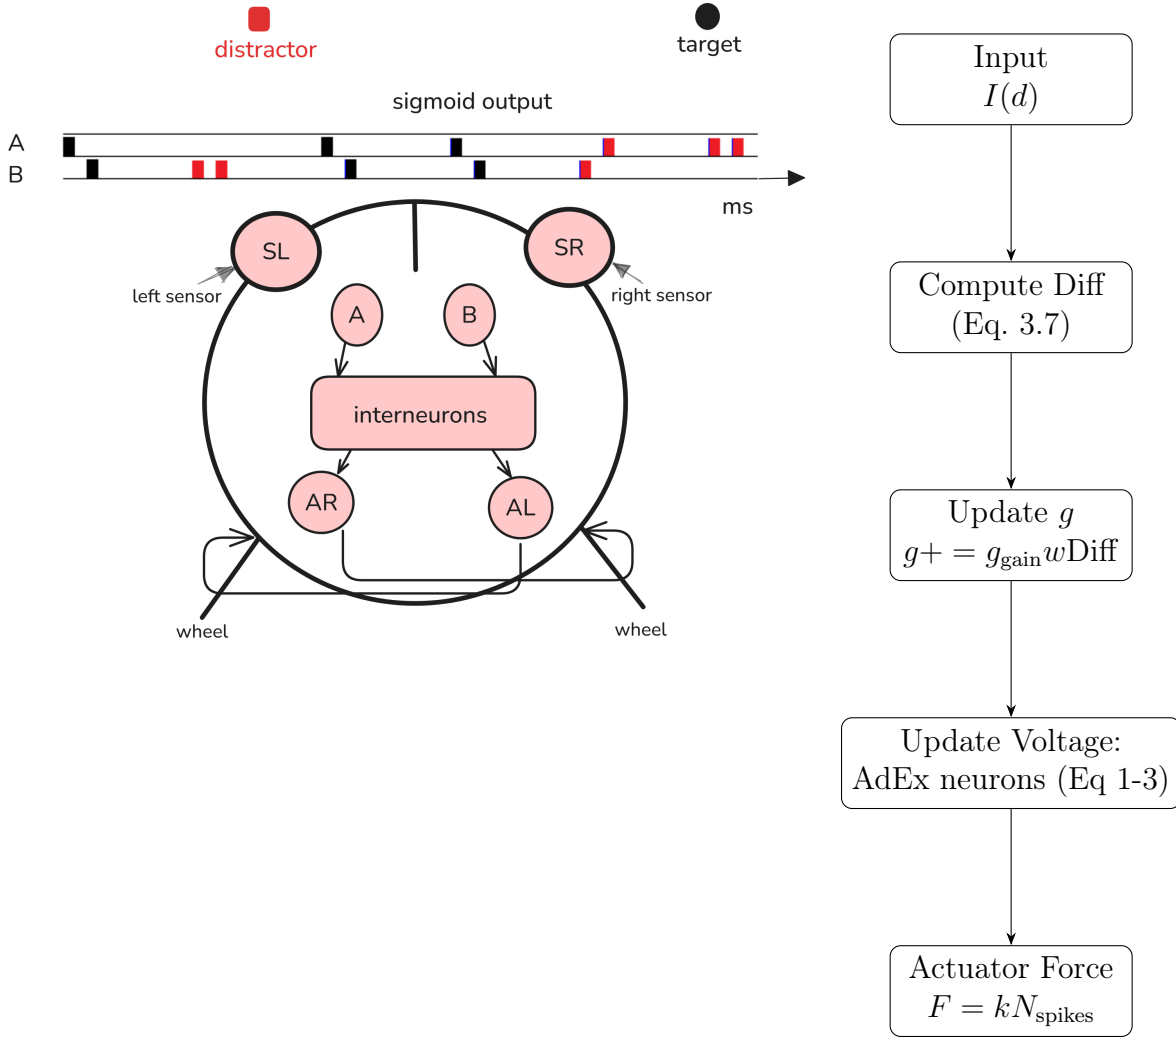 distractor
target
sigmoid output
A
B
ms
SL
SR
left sensor
right sensor
A
B
interneurons
AR
AL
wheel
wheel
Input
I(d)
Compute Diff
(Eq. 3.7)
Update g
g+ = g_gain wDiff
Update Voltage:
AdEx neurons (Eq 1-3)
Actuator Force
F = kN_spikes